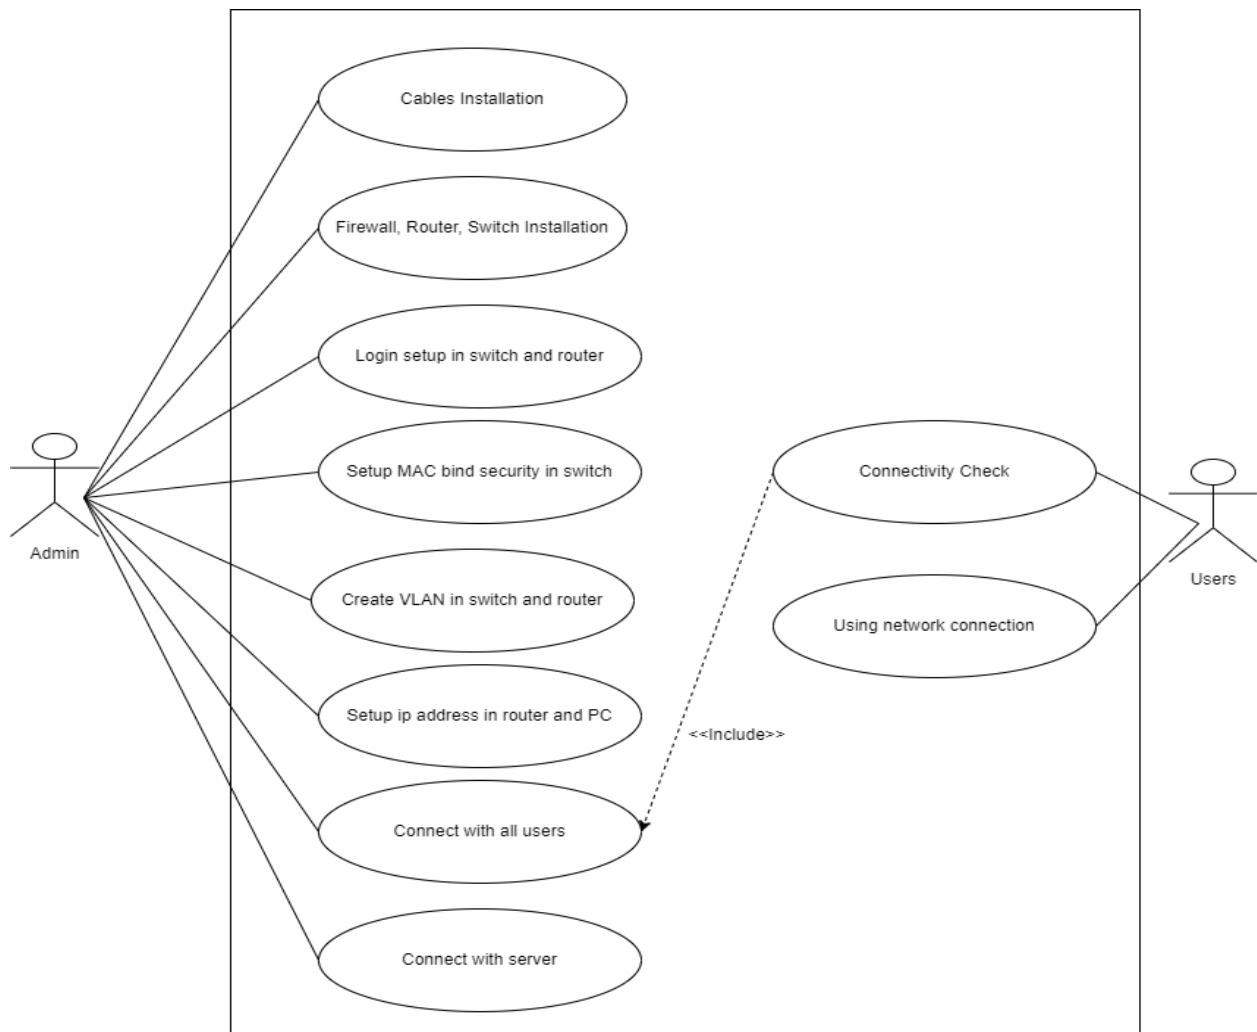 Cables Installation
Firewall, Router, Switch Installation
Login setup in switch and router
Setup MAC bind security in switch
Connectivity Check
Admin
Users
Create VLAN in switch and router
Using network connection
Setup ip address in router and PC
<<Include>>
Connect with all users
Connect with server